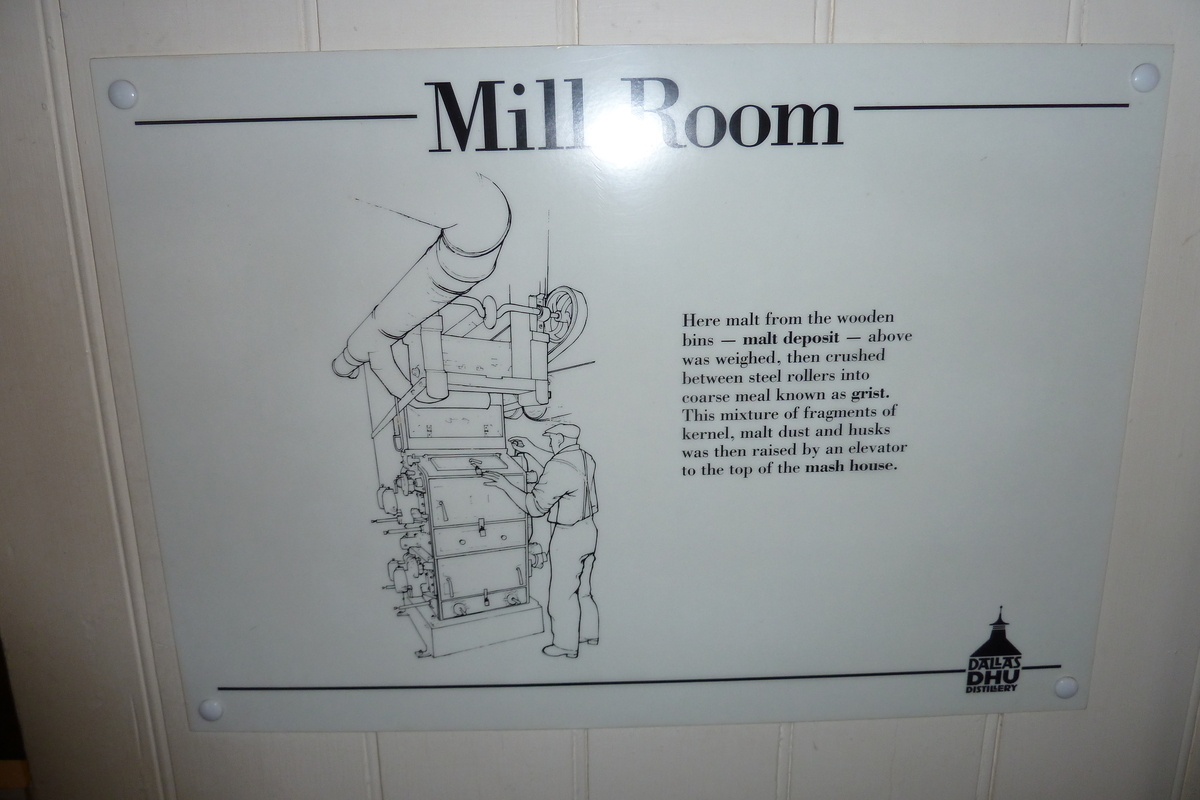 Mill Room
Here malt from the wooden
bins — malt deposit — above
was weighed, then crushed
between steel rollers into
coarse meal known as grist.
This mixture of fragments of
kernel, malt dust and husks
was then raised by an elevator
to the top of the mash house.
DALLAS
DHU
DISTILLERY